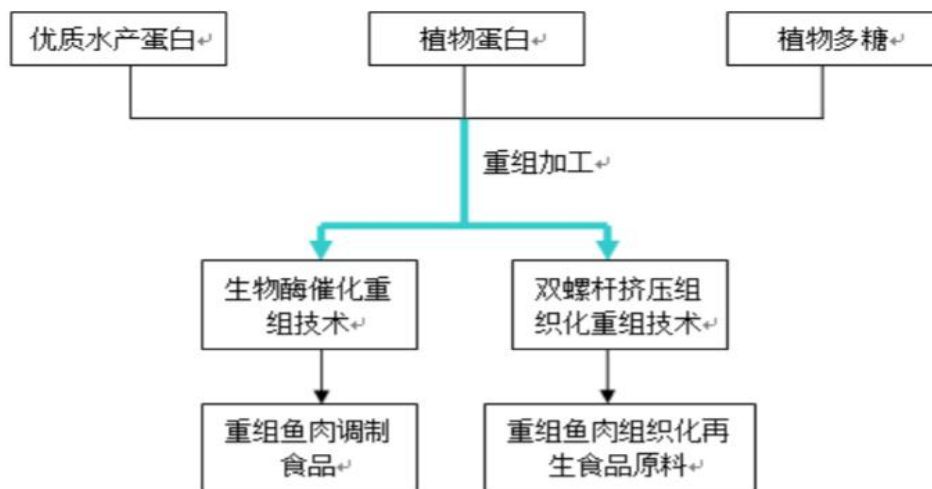 优质水产蛋白↵
植物蛋白↵
植物多糖↵
重组加工↵
生物酶催化重
组技术↵
双螺杆挤压组
织化重组技术↵
重组鱼肉调制
食品↵
重组鱼肉组织化再
生食品原料↵